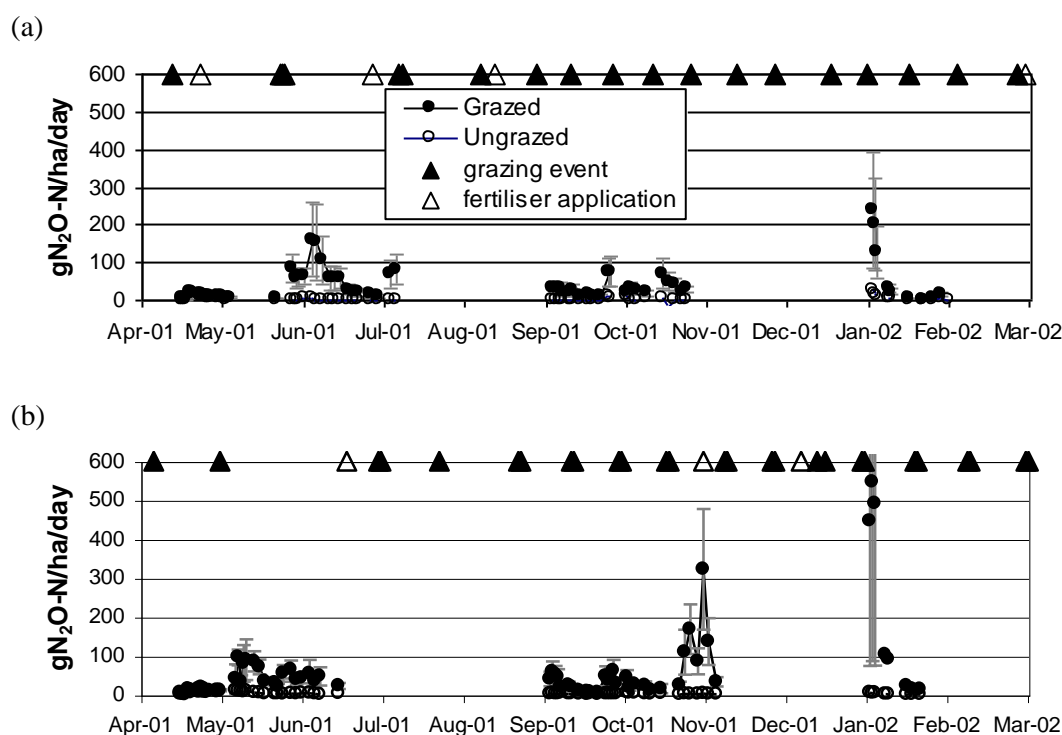 (a)
gN₂O-N/ha/day
600
500
400
300
200
100
0
Grazed
Ungrazed
grazing event
fertiliser application
Apr-01 May-01 Jun-01 Jul-01 Aug-01 Sep-01 Oct-01 Nov-01 Dec-01 Jan-02 Feb-02 Mar-02
(b)
gN₂O-N/ha/day
600
500
400
300
200
100
0
Apr-01 May-01 Jun-01 Jul-01 Aug-01 Sep-01 Oct-01 Nov-01 Dec-01 Jan-02 Feb-02 Mar-02